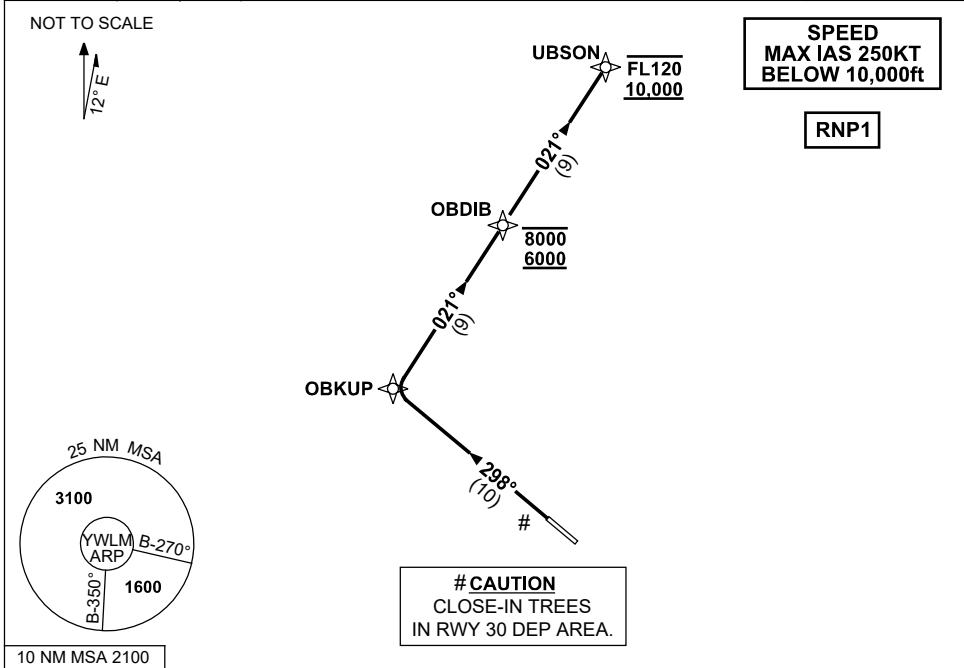 NOT TO SCALE
12° E
SPEED
MAX IAS 250KT
BELOW 10,000ft
RNP1
UBSON
FL120
10,000
021°
(9)
OBDIB
8000
6000
021°
(9)
OBKUP
298°
(10)
#
25 NM MSA
3100
YWLM
ARP
B-270°
B-350°
1600
10 NM MSA 2100
# CAUTION
CLOSE-IN TREES
IN RWY 30 DEP AREA.